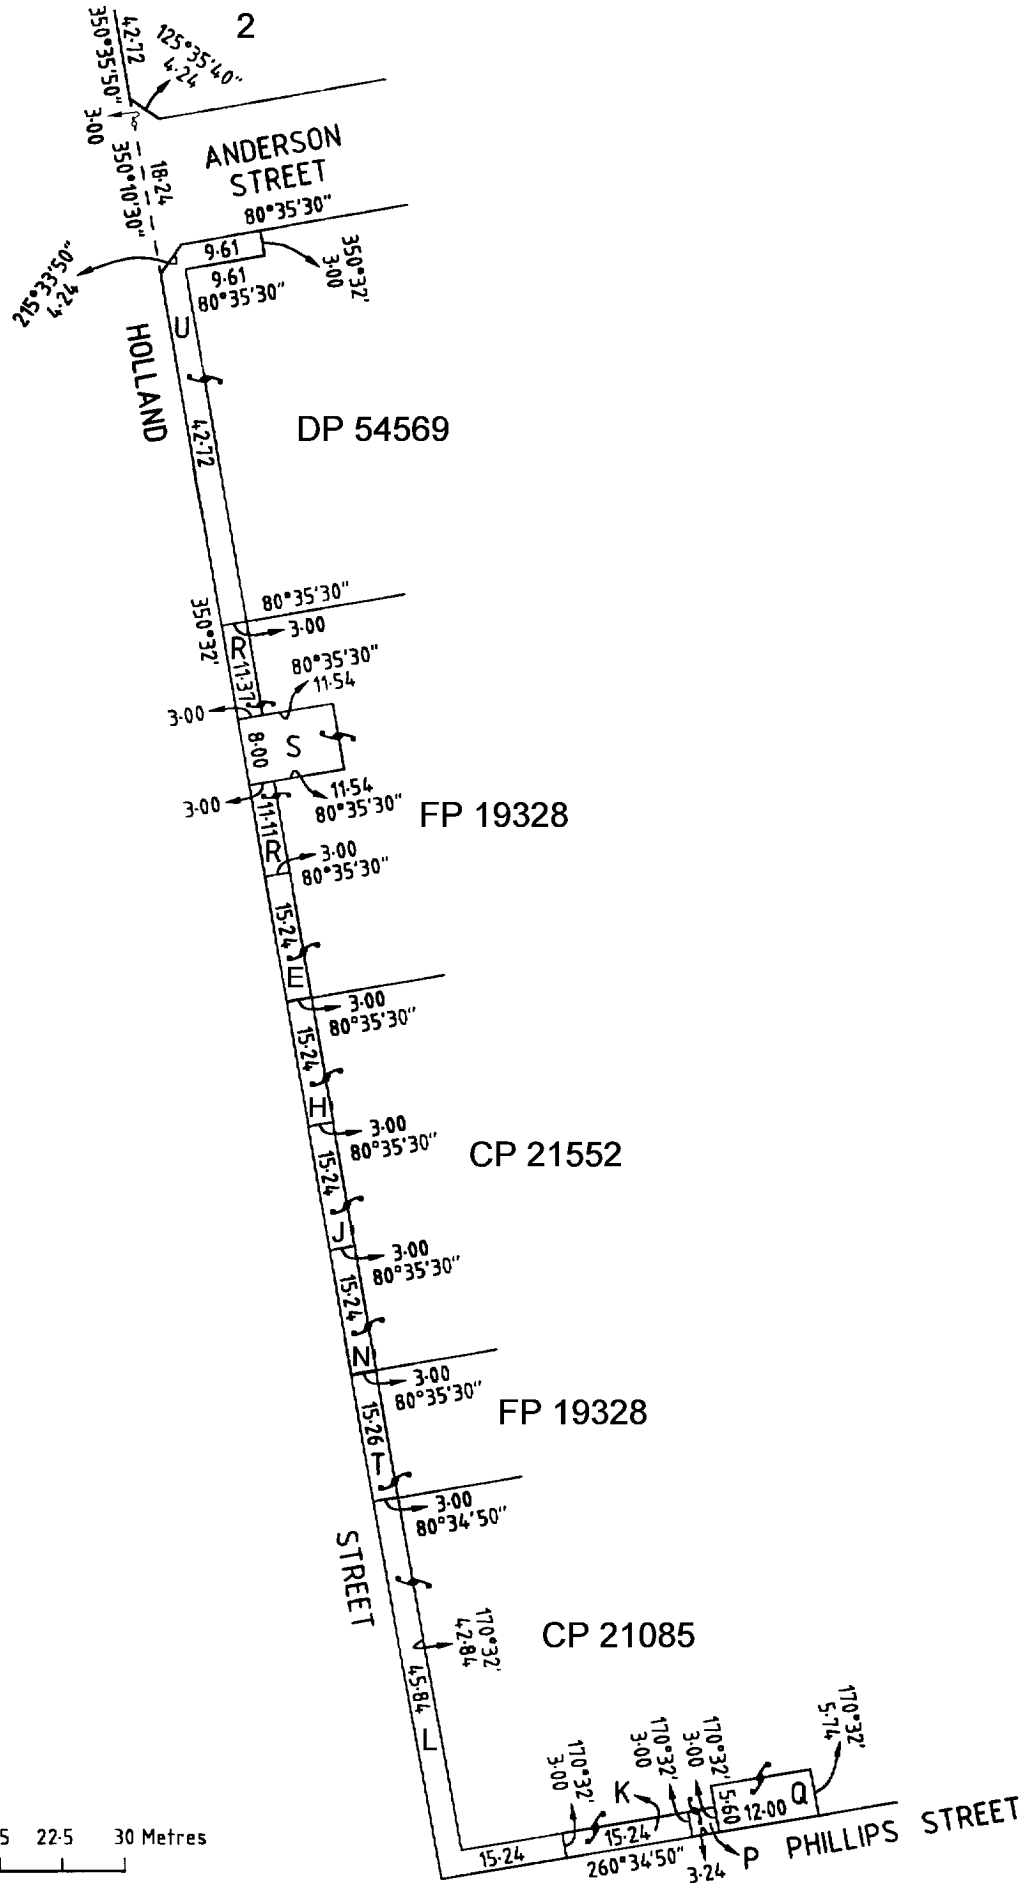 2
350°35'50"
42·72
125°35'40"
4·24
3·00
350°10'30"
18·24
ANDERSON
STREET
80°35'30"
9·61
350°32'
3·00
9·61
80°35'30"
215°33'50"
4·24
U
HOLLAND
42·72
DP 54569
350°32'
80°35'30"
3·00
R
11·37
80°35'30"
11·54
3·00
8·00
S
3·00
11·54
80°35'30"
11·11
R
FP 19328
3·00
80°35'30"
15·24
E
3·00
80°35'30"
15·24
H
3·00
80°35'30"
CP 21552
15·24
J
3·00
80°35'30"
15·24
N
3·00
80°35'30"
FP 19328
15·26
T
3·00
80°34'50"
STREET
170°32'
42·84
CP 21085
45·84
L
170°32'
3·00
170°32'
3·00
170°32'
3·00
170°32'
5·74
K
5·60
12·00
Q
15·24
15·24
260°34'50"
3·24
P
PHILLIPS STREET
5 22·5 30 Metres